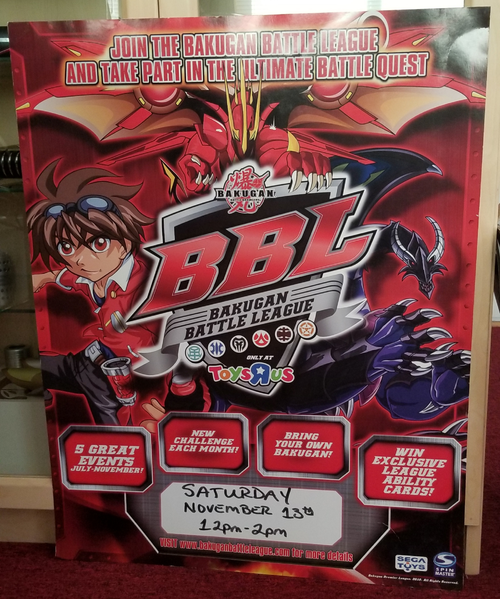 JOIN THE BAKUGAN BATTLE LEAGUE
AND TAKE PART IN THE ULTIMATE BATTLE QUEST
爆丸
BAKUGAN
BBL
BAKUGAN
BATTLE LEAGUE
ONLY AT
ToysRus
5 GREAT
EVENTS
JULY-NOVEMBER!
NEW
CHALLENGE
EACH MONTH!
BRING
YOUR OWN
BAKUGAN!
WIN
EXCLUSIVE
LEAGUE
ABILITY
CARDS!
SATURDAY
NOVEMBER 13th
12pm-2pm
VISIT www.bakuganbattleleague.com for more details
SEGA
TOYS
SPIN
MASTER